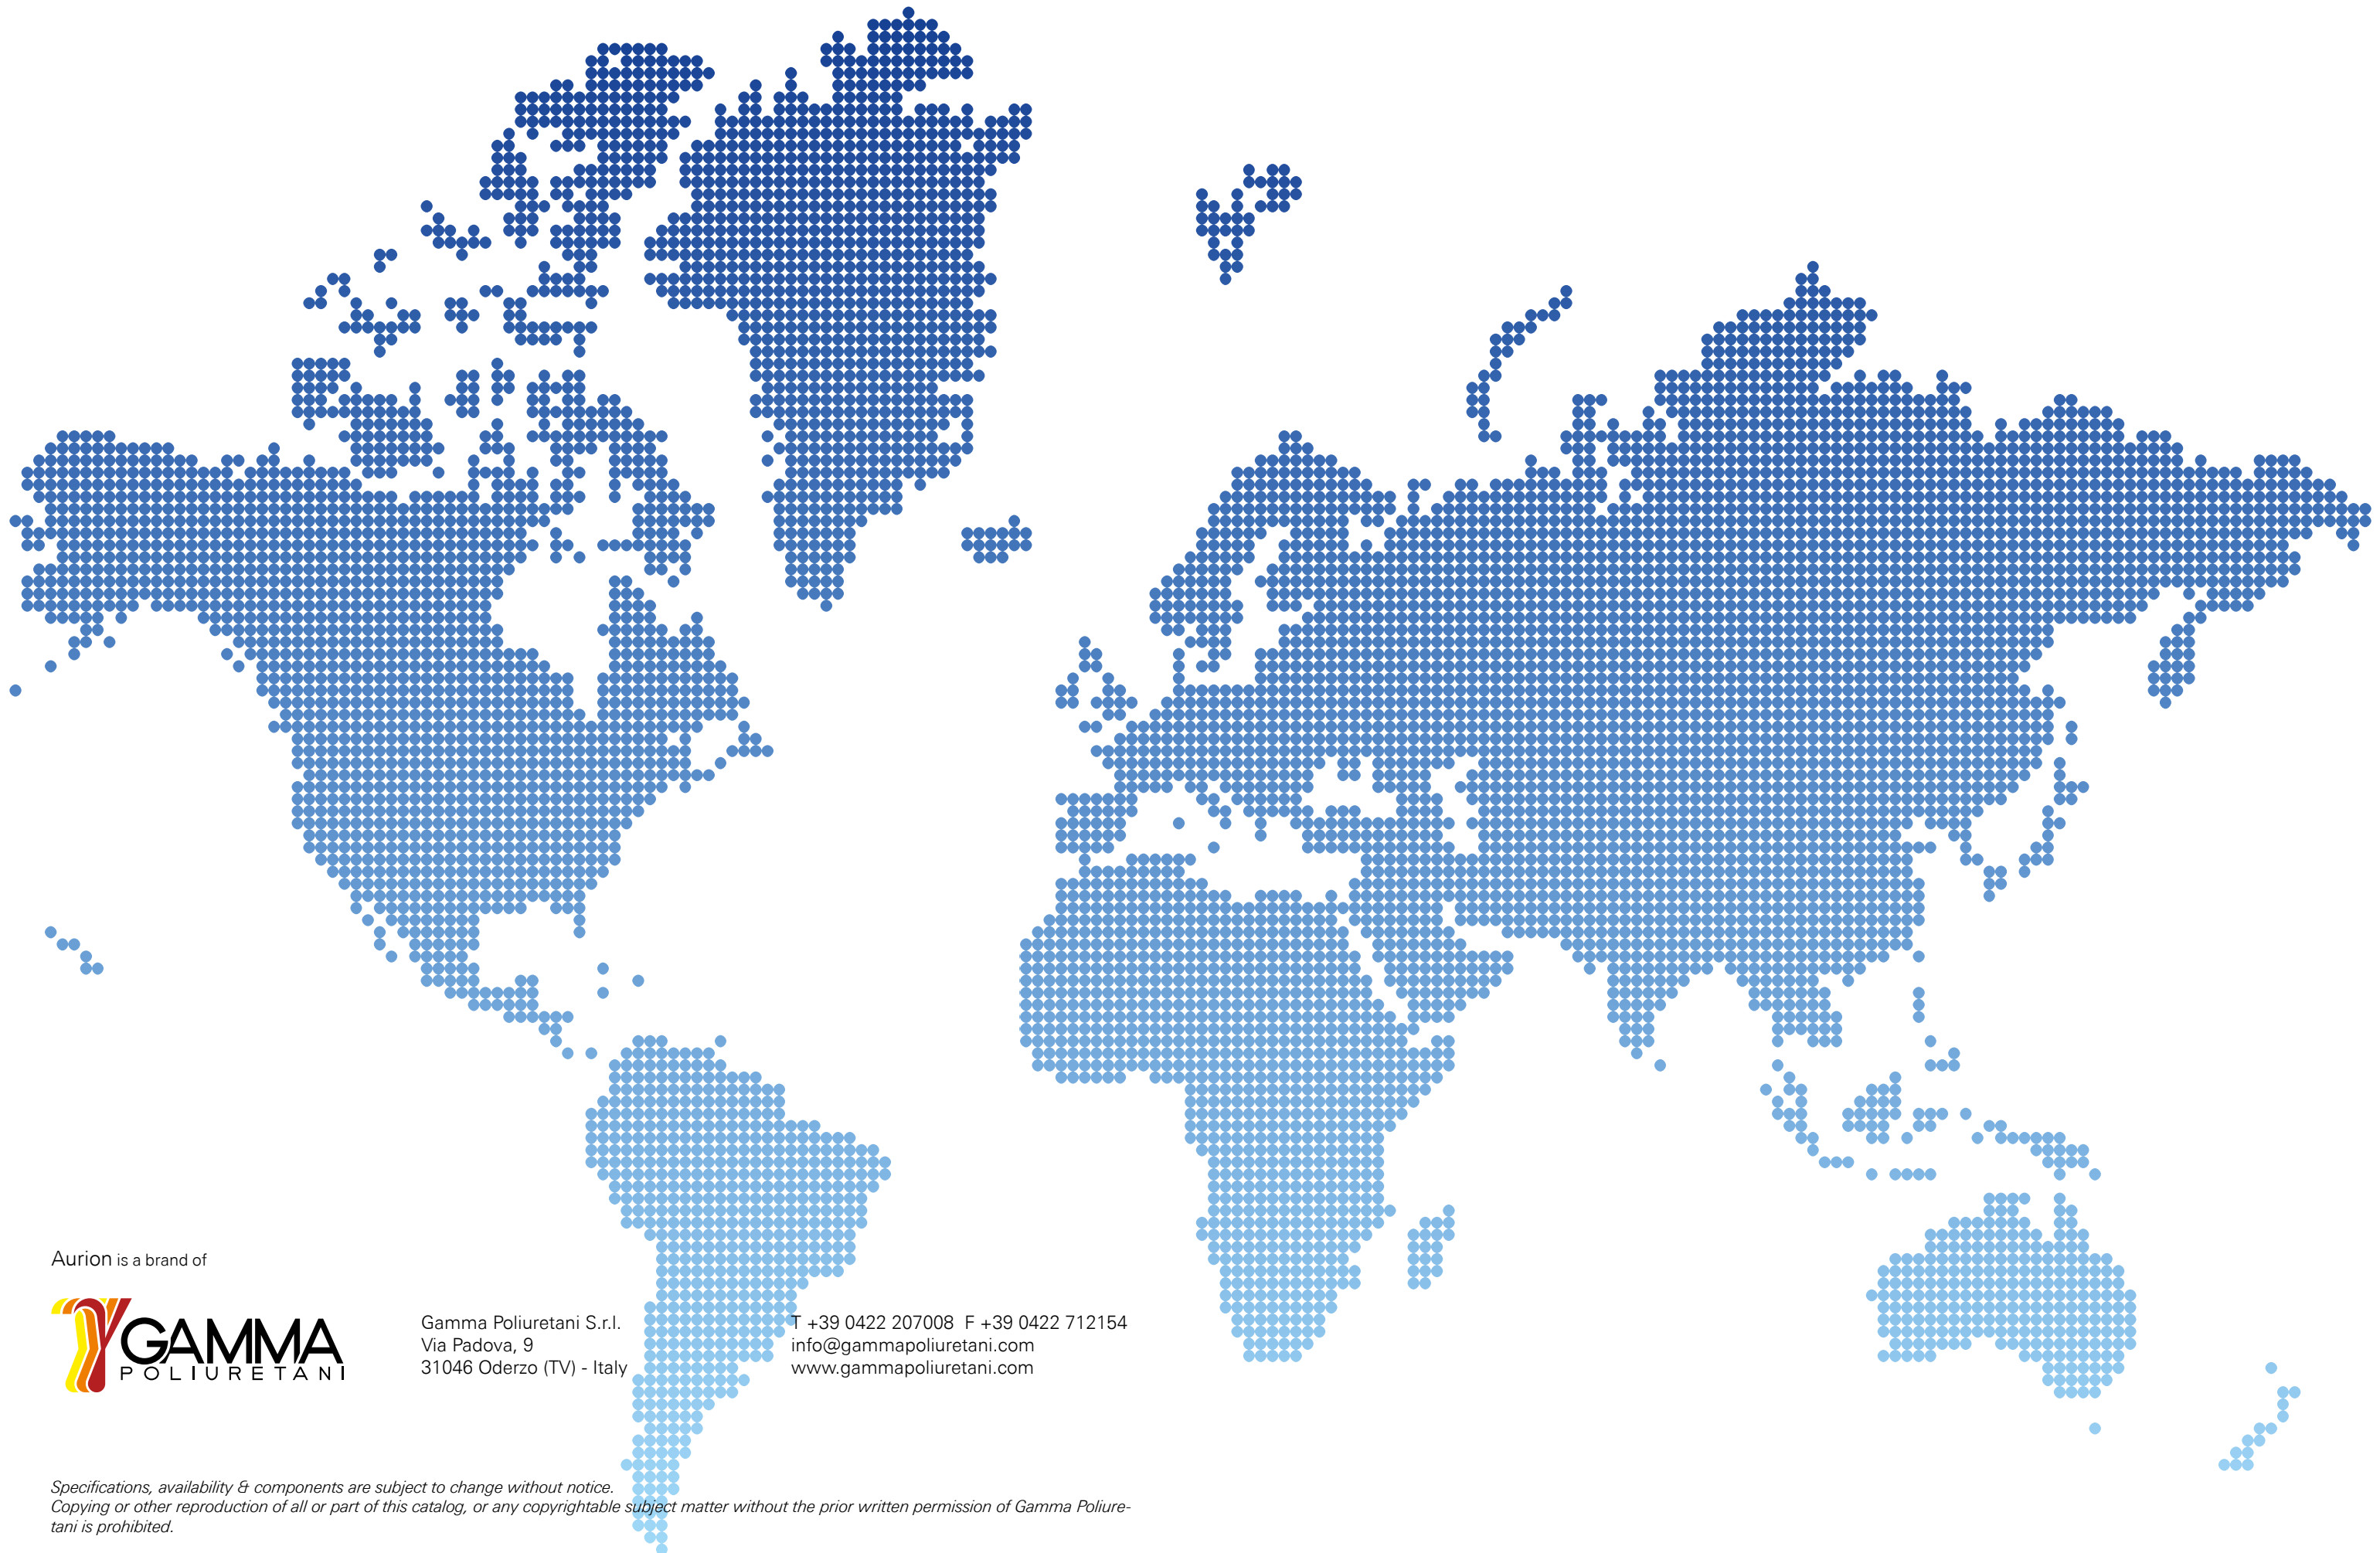 Aurion is a brand of
GAMMA
POLIURETANI
Gamma Poliuretani S.r.l.
Via Padova, 9
31046 Oderzo (TV) - Italy
T +39 0422 207008  F +39 0422 712154
info@gammapoliuretani.com
www.gammapoliuretani.com
Specifications, availability & components are subject to change without notice.
Copying or other reproduction of all or part of this catalog, or any copyrightable subject matter without the prior written permission of Gamma Poliure-
tani is prohibited.